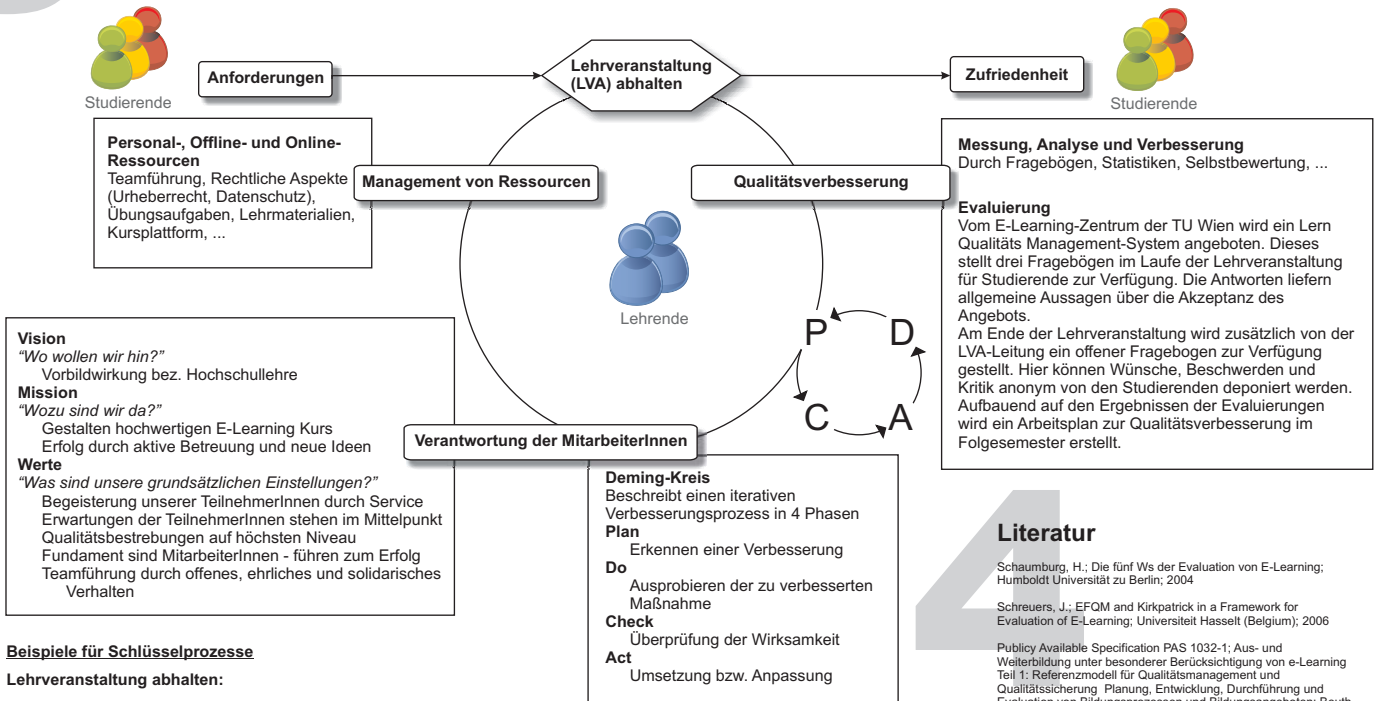 Studierende
Anforderungen
Lehrveranstaltung
(LVA) abhalten
Zufriedenheit
Studierende
Personal-, Offline- und Online-
Ressourcen
Teamführung, Rechtliche Aspekte
(Urheberrecht, Datenschutz),
Übungsaufgaben, Lehrmaterialien,
Kursplattform, ...
Management von Ressourcen
Qualitätsverbesserung
Lehrende
Messung, Analyse und Verbesserung
Durch Fragebögen, Statistiken, Selbstbewertung, ...
Evaluierung
Vom E-Learning-Zentrum der TU Wien wird ein Lern
Qualitäts Management-System angeboten. Dieses
stellt drei Fragebögen im Laufe der Lehrveranstaltung
für Studierende zur Verfügung. Die Antworten liefern
allgemeine Aussagen über die Akzeptanz des
Angebots.
Am Ende der Lehrveranstaltung wird zusätzlich von der
LVA-Leitung ein offener Fragebogen zur Verfügung
gestellt. Hier können Wünsche, Beschwerden und
Kritik anonym von den Studierenden deponiert werden.
Aufbauend auf den Ergebnissen der Evaluierungen
wird ein Arbeitsplan zur Qualitätsverbesserung im
Folgesemester erstellt.
P D
C A
Vision
“Wo wollen wir hin?”
Vorbildwirkung bez. Hochschullehre
Mission
“Wozu sind wir da?”
Gestalten hochwertigen E-Learning Kurs
Erfolg durch aktive Betreuung und neue Ideen
Werte
“Was sind unsere grundsätzlichen Einstellungen?”
Begeisterung unserer TeilnehmerInnen durch Service
Erwartungen der TeilnehmerInnen stehen im Mittelpunkt
Qualitätsbestrebungen auf höchsten Niveau
Fundament sind MitarbeiterInnen - führen zum Erfolg
Teamführung durch offenes, ehrliches und solidarisches
Verhalten
Verantwortung der MitarbeiterInnen
Deming-Kreis
Beschreibt einen iterativen
Verbesserungsprozess in 4 Phasen
Plan
Erkennen einer Verbesserung
Do
Ausprobieren der zu verbesserten
Maßnahme
Check
Überprüfung der Wirksamkeit
Act
Umsetzung bzw. Anpassung
Beispiele für Schlüsselprozesse
Lehrveranstaltung abhalten:
4
Literatur
Schaumburg, H.; Die fünf Ws der Evaluation von E-Learning;
Humboldt Universität zu Berlin; 2004
Schreuers, J.; EFQM and Kirkpatrick in a Framework for
Evaluation of E-Learning; Universiteit Hasselt (Belgium); 2006
Publicy Available Specification PAS 1032-1; Aus- und
Weiterbildung unter besonderer Berücksichtigung von e-Learning
Teil 1: Referenzmodell für Qualitätsmanagement und
Qualitätssicherung Planung, Entwicklung, Durchführung und
Evaluation von Bildungsprozessen und Bildungsangeboten; Beuth